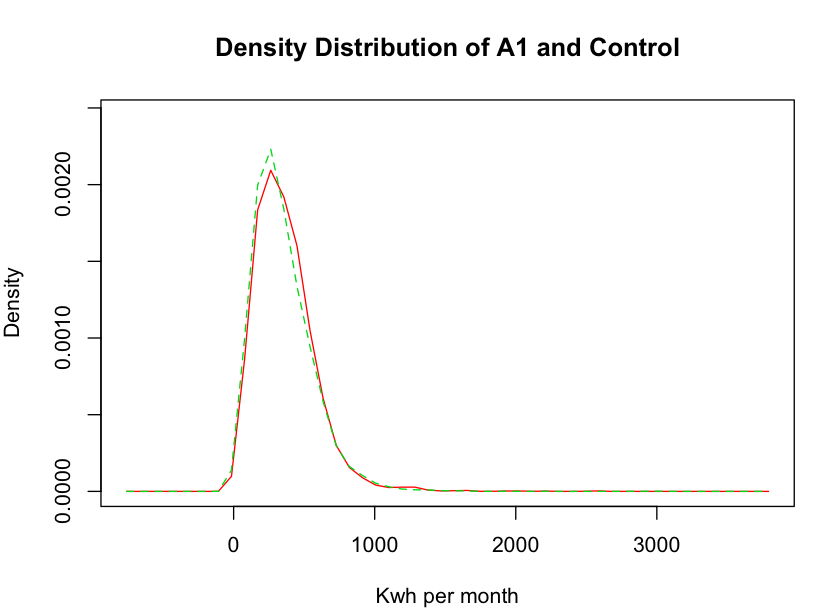 Density Distribution of A1 and Control
Density
0.0020
0.0010
0.0000
0 1000 2000 3000
Kwh per month